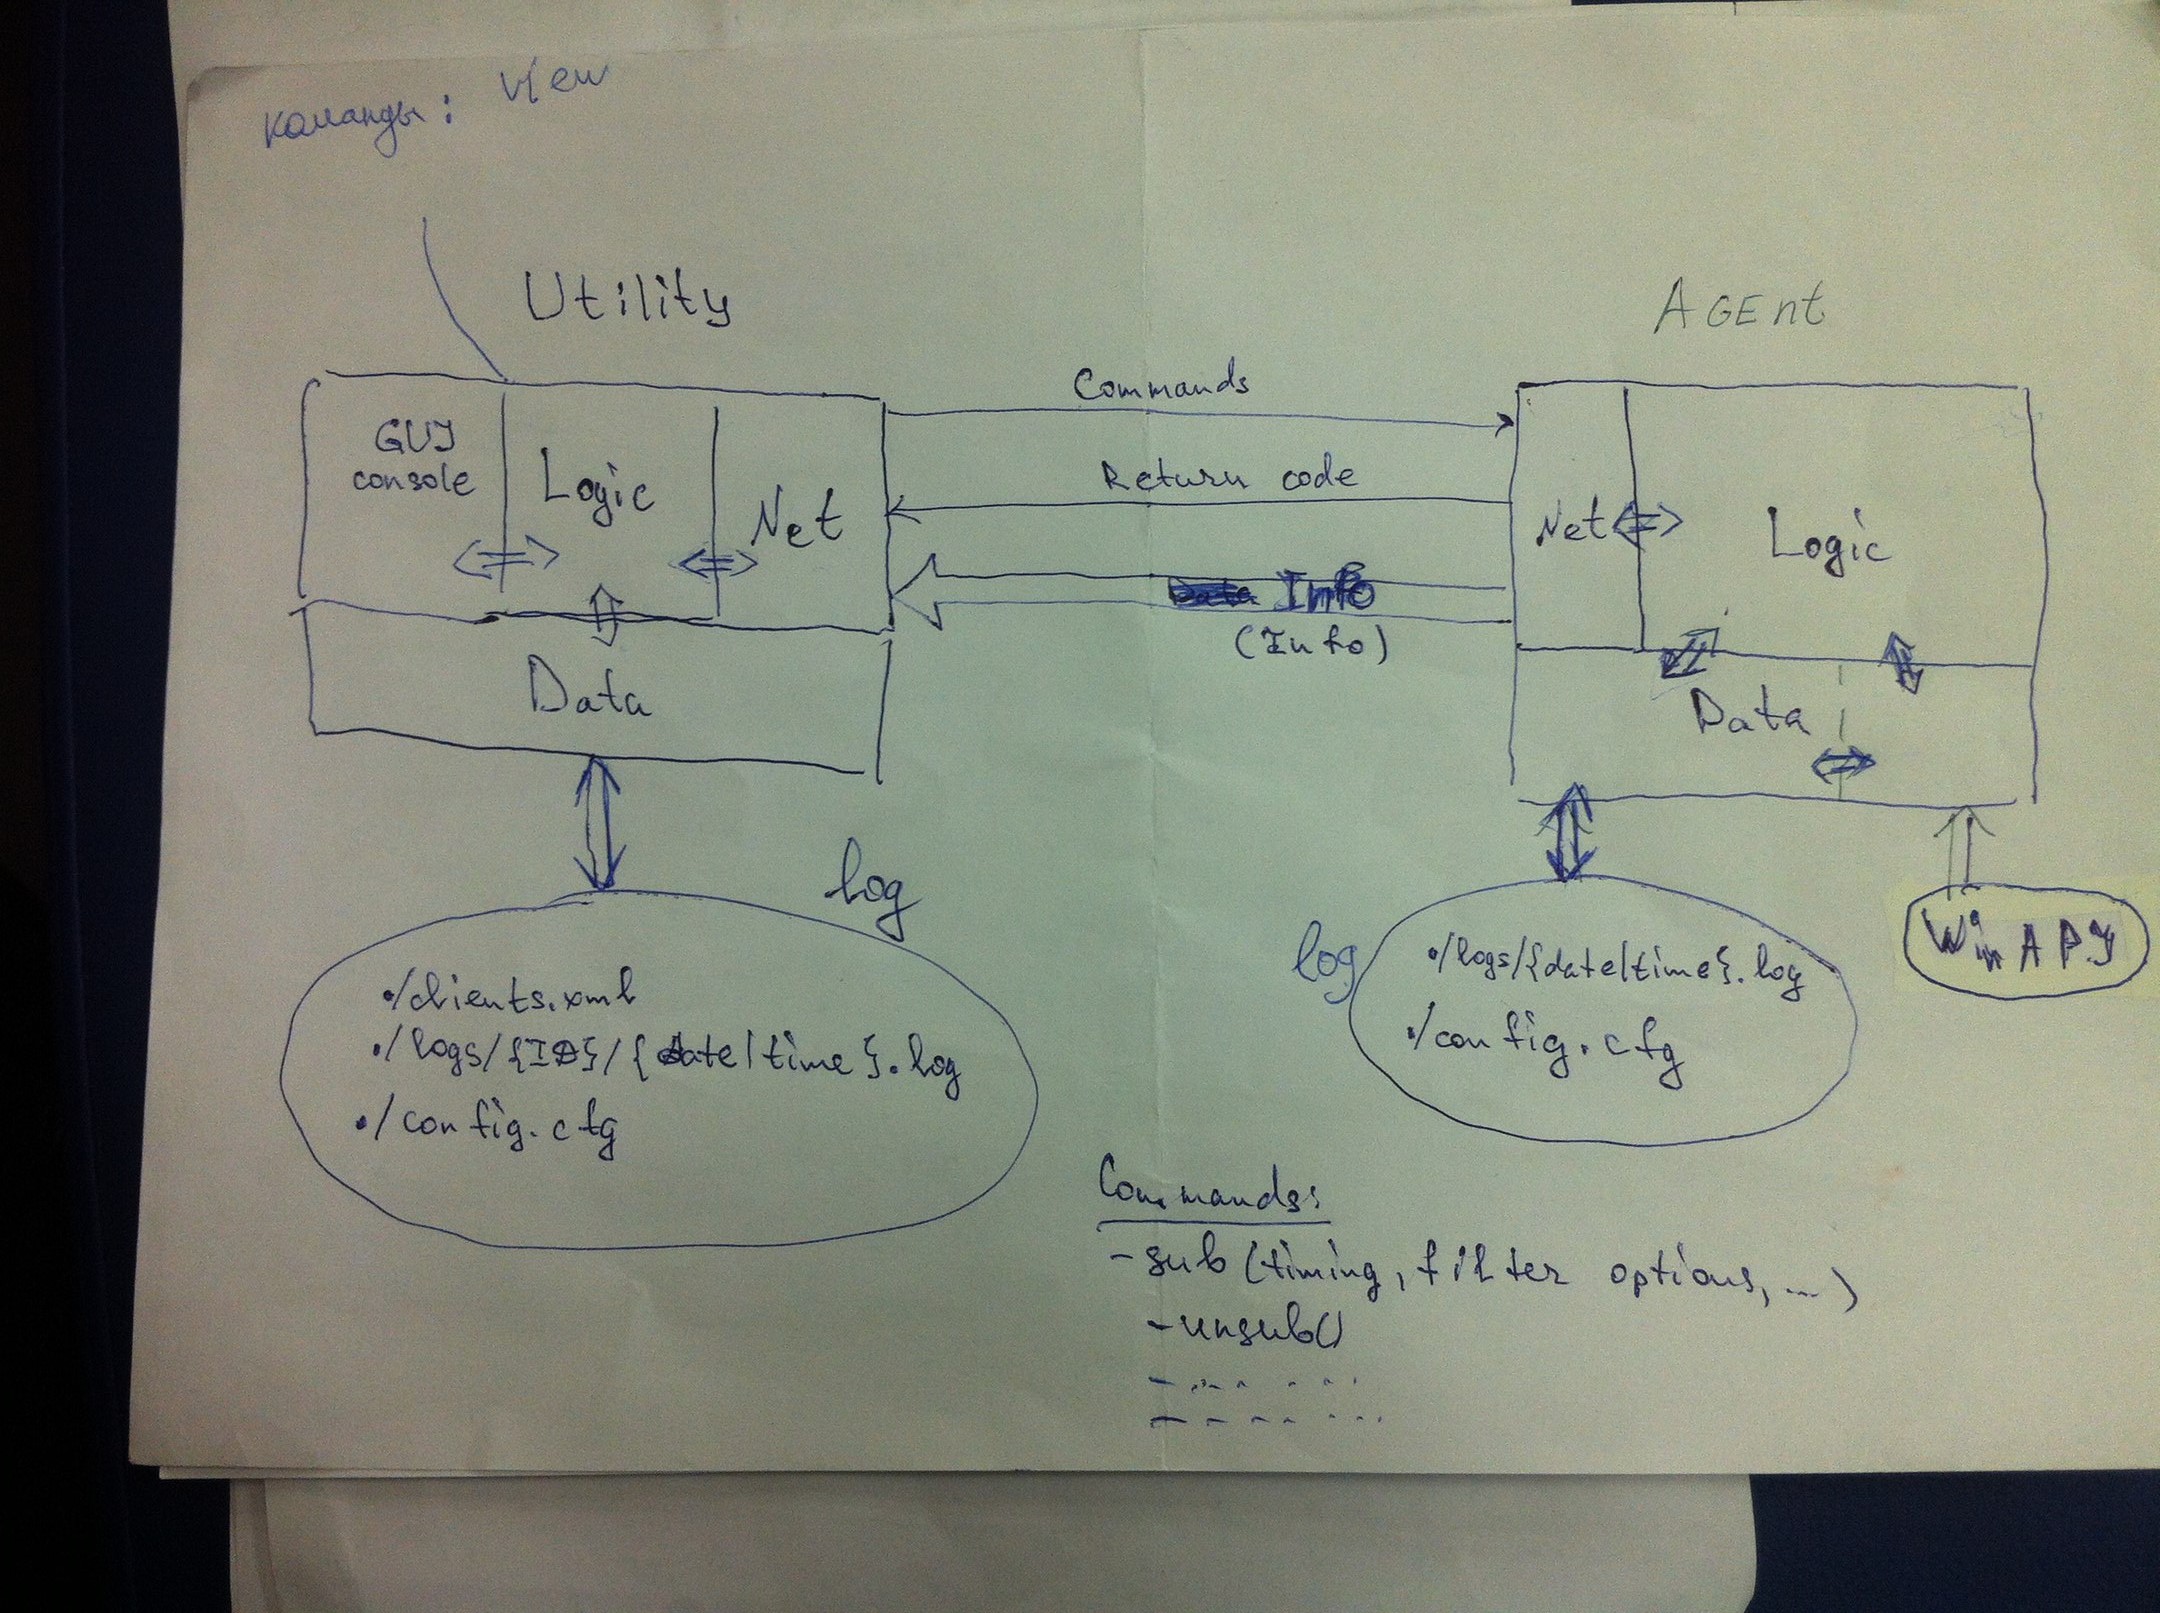 команды: view
Utility
AGEnt
GUI
console
Logic
Net
Data
Commands
Return code
Info
(Info)
Net
Logic
Data
log
./clients.xml
./logs/{ID}/{date/time}.log
./config.cfg
log
./logs/{date/time}.log
./config.cfg
WinAPI
Commands:
-sub (timing, filter options, ...)
-unsub()